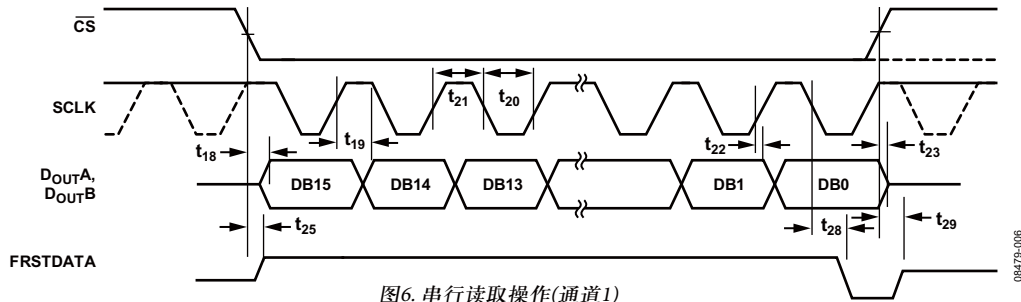 C̅S̅
SCLK
t21
t20
t18
t19
t22
t23
DOUTA,
DOUTB
DB15
DB14
DB13
DB1
DB0
t25
t28
t29
FRSTDATA
08479-006
图6. 串行读取操作(通道1)